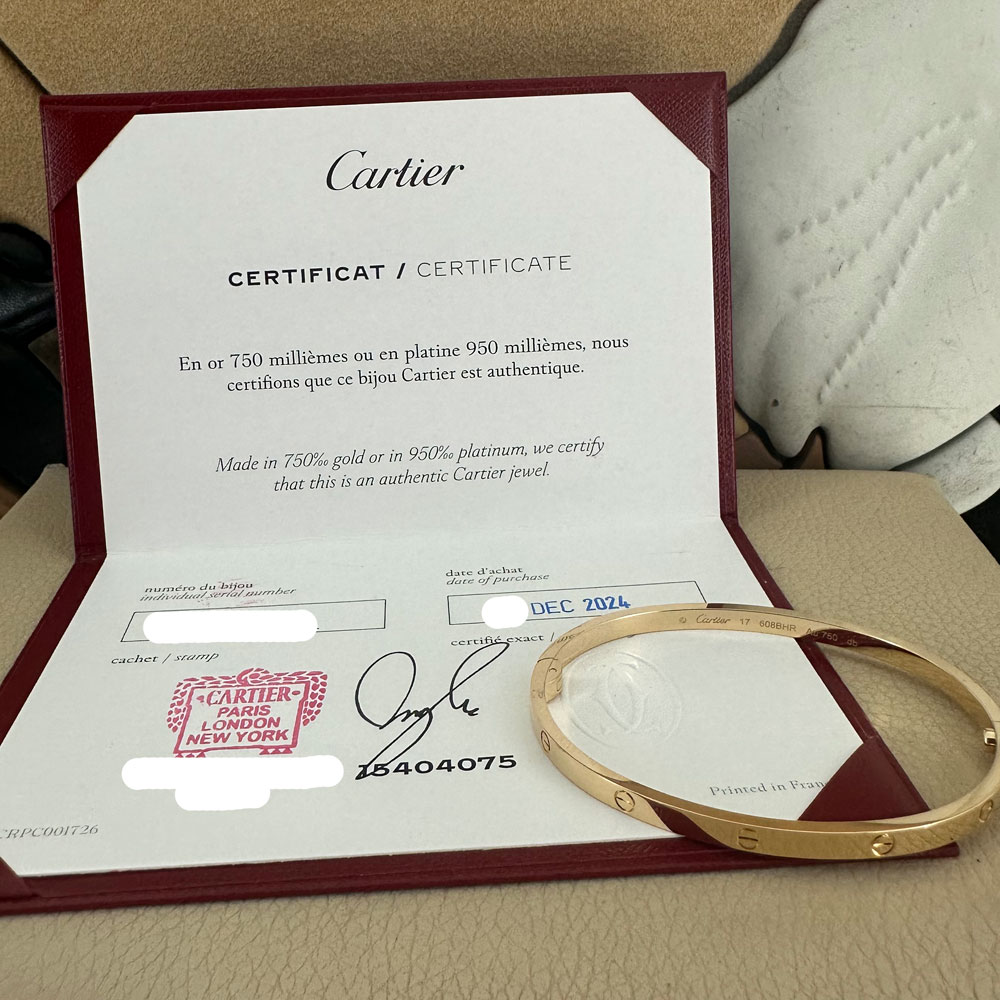 Cartier
CERTIFICAT / CERTIFICATE
En or 750 millièmes ou en platine 950 millièmes, nous
certifions que ce bijou Cartier est authentique.
Made in 750‰ gold or in 950‰ platinum, we certify
that this is an authentic Cartier jewel.
numéro du bijou
individual serial number
date d'achat
date of purchase
DEC 2024
certifié exact /
cachet / stamp
CARTIER
PARIS
LONDON
NEW YORK
15404075
CRPC001726
Printed in Fran
© Cartier 17 608BHR Au 750